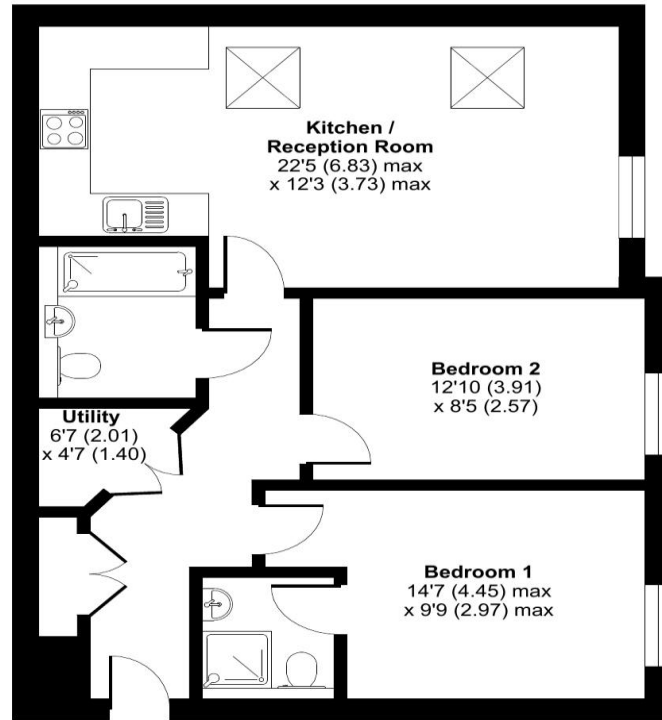 Kitchen /
Reception Room
22'5 (6.83) max
x 12'3 (3.73) max
Bedroom 2
12'10 (3.91)
x 8'5 (2.57)
Utility
6'7 (2.01)
x 4'7 (1.40)
Bedroom 1
14'7 (4.45) max
x 9'9 (2.97) max